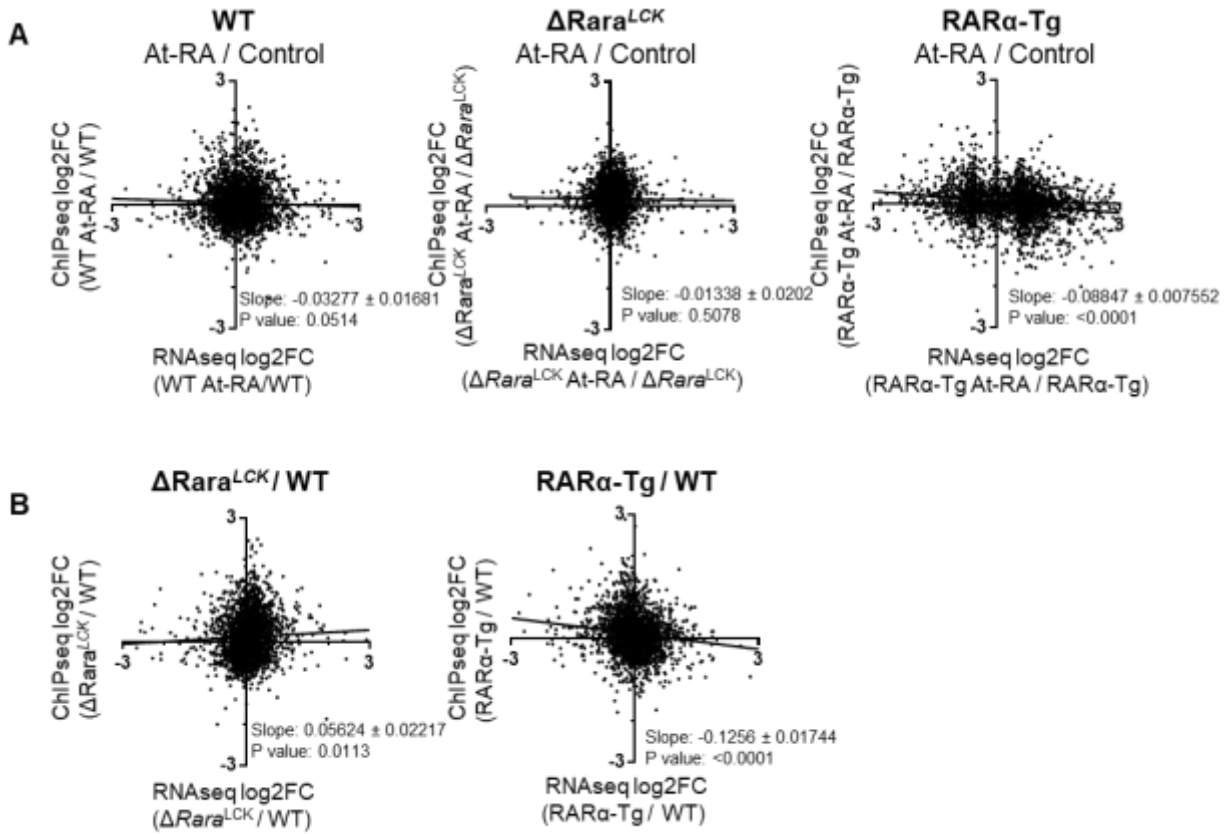 A
WT
At-RA / Control
3
-3
3
-3
ChIPseq log2FC
(WT At-RA / WT)
Slope: -0.03277 ± 0.01681
P value: 0.0514
RNAseq log2FC
(WT At-RA/WT)
ΔRara^LCK
At-RA / Control
3
-3
3
-3
ChIPseq log2FC
(ΔRara^LCK At-RA / ΔRara^LCK)
Slope: -0.01338 ± 0.0202
P value: 0.5078
RNAseq log2FC
(ΔRara^LCK At-RA / ΔRara^LCK)
RARα-Tg
At-RA / Control
3
-3
3
-3
ChIPseq log2FC
(RARα-Tg At-RA / RARα-Tg)
Slope: -0.08847 ± 0.007552
P value: <0.0001
RNAseq log2FC
(RARα-Tg At-RA / RARα-Tg)
B
ΔRara^LCK / WT
3
-3
3
-3
ChIPseq log2FC
(ΔRara^LCK / WT)
Slope: 0.05624 ± 0.02217
P value: 0.0113
RNAseq log2FC
(ΔRara^LCK / WT)
RARα-Tg / WT
3
-3
3
-3
ChIPseq log2FC
(RARα-Tg / WT)
Slope: -0.1256 ± 0.01744
P value: <0.0001
RNAseq log2FC
(RARα-Tg / WT)